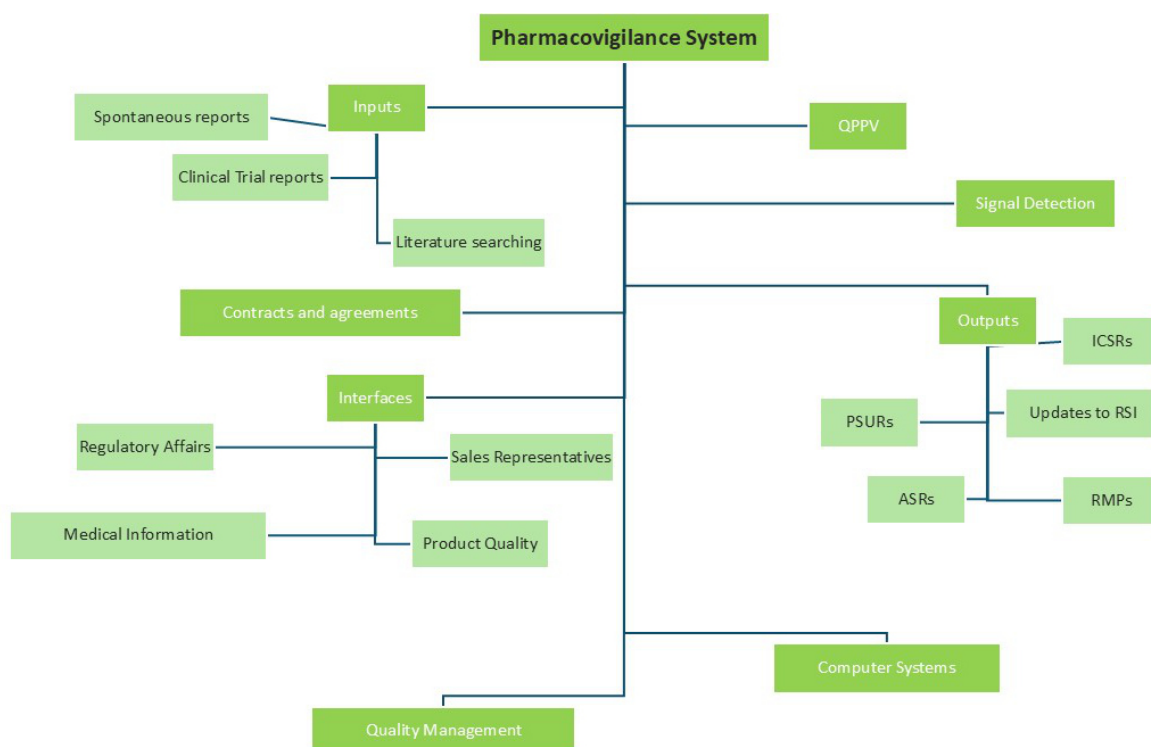 Pharmacovigilance System
Inputs
Spontaneous reports
QPPV
Clinical Trial reports
Signal Detection
Literature searching
Contracts and agreements
Outputs
ICSRs
Interfaces
PSURs
Updates to RSI
Regulatory Affairs
Sales Representatives
ASRs
RMPs
Medical Information
Product Quality
Computer Systems
Quality Management